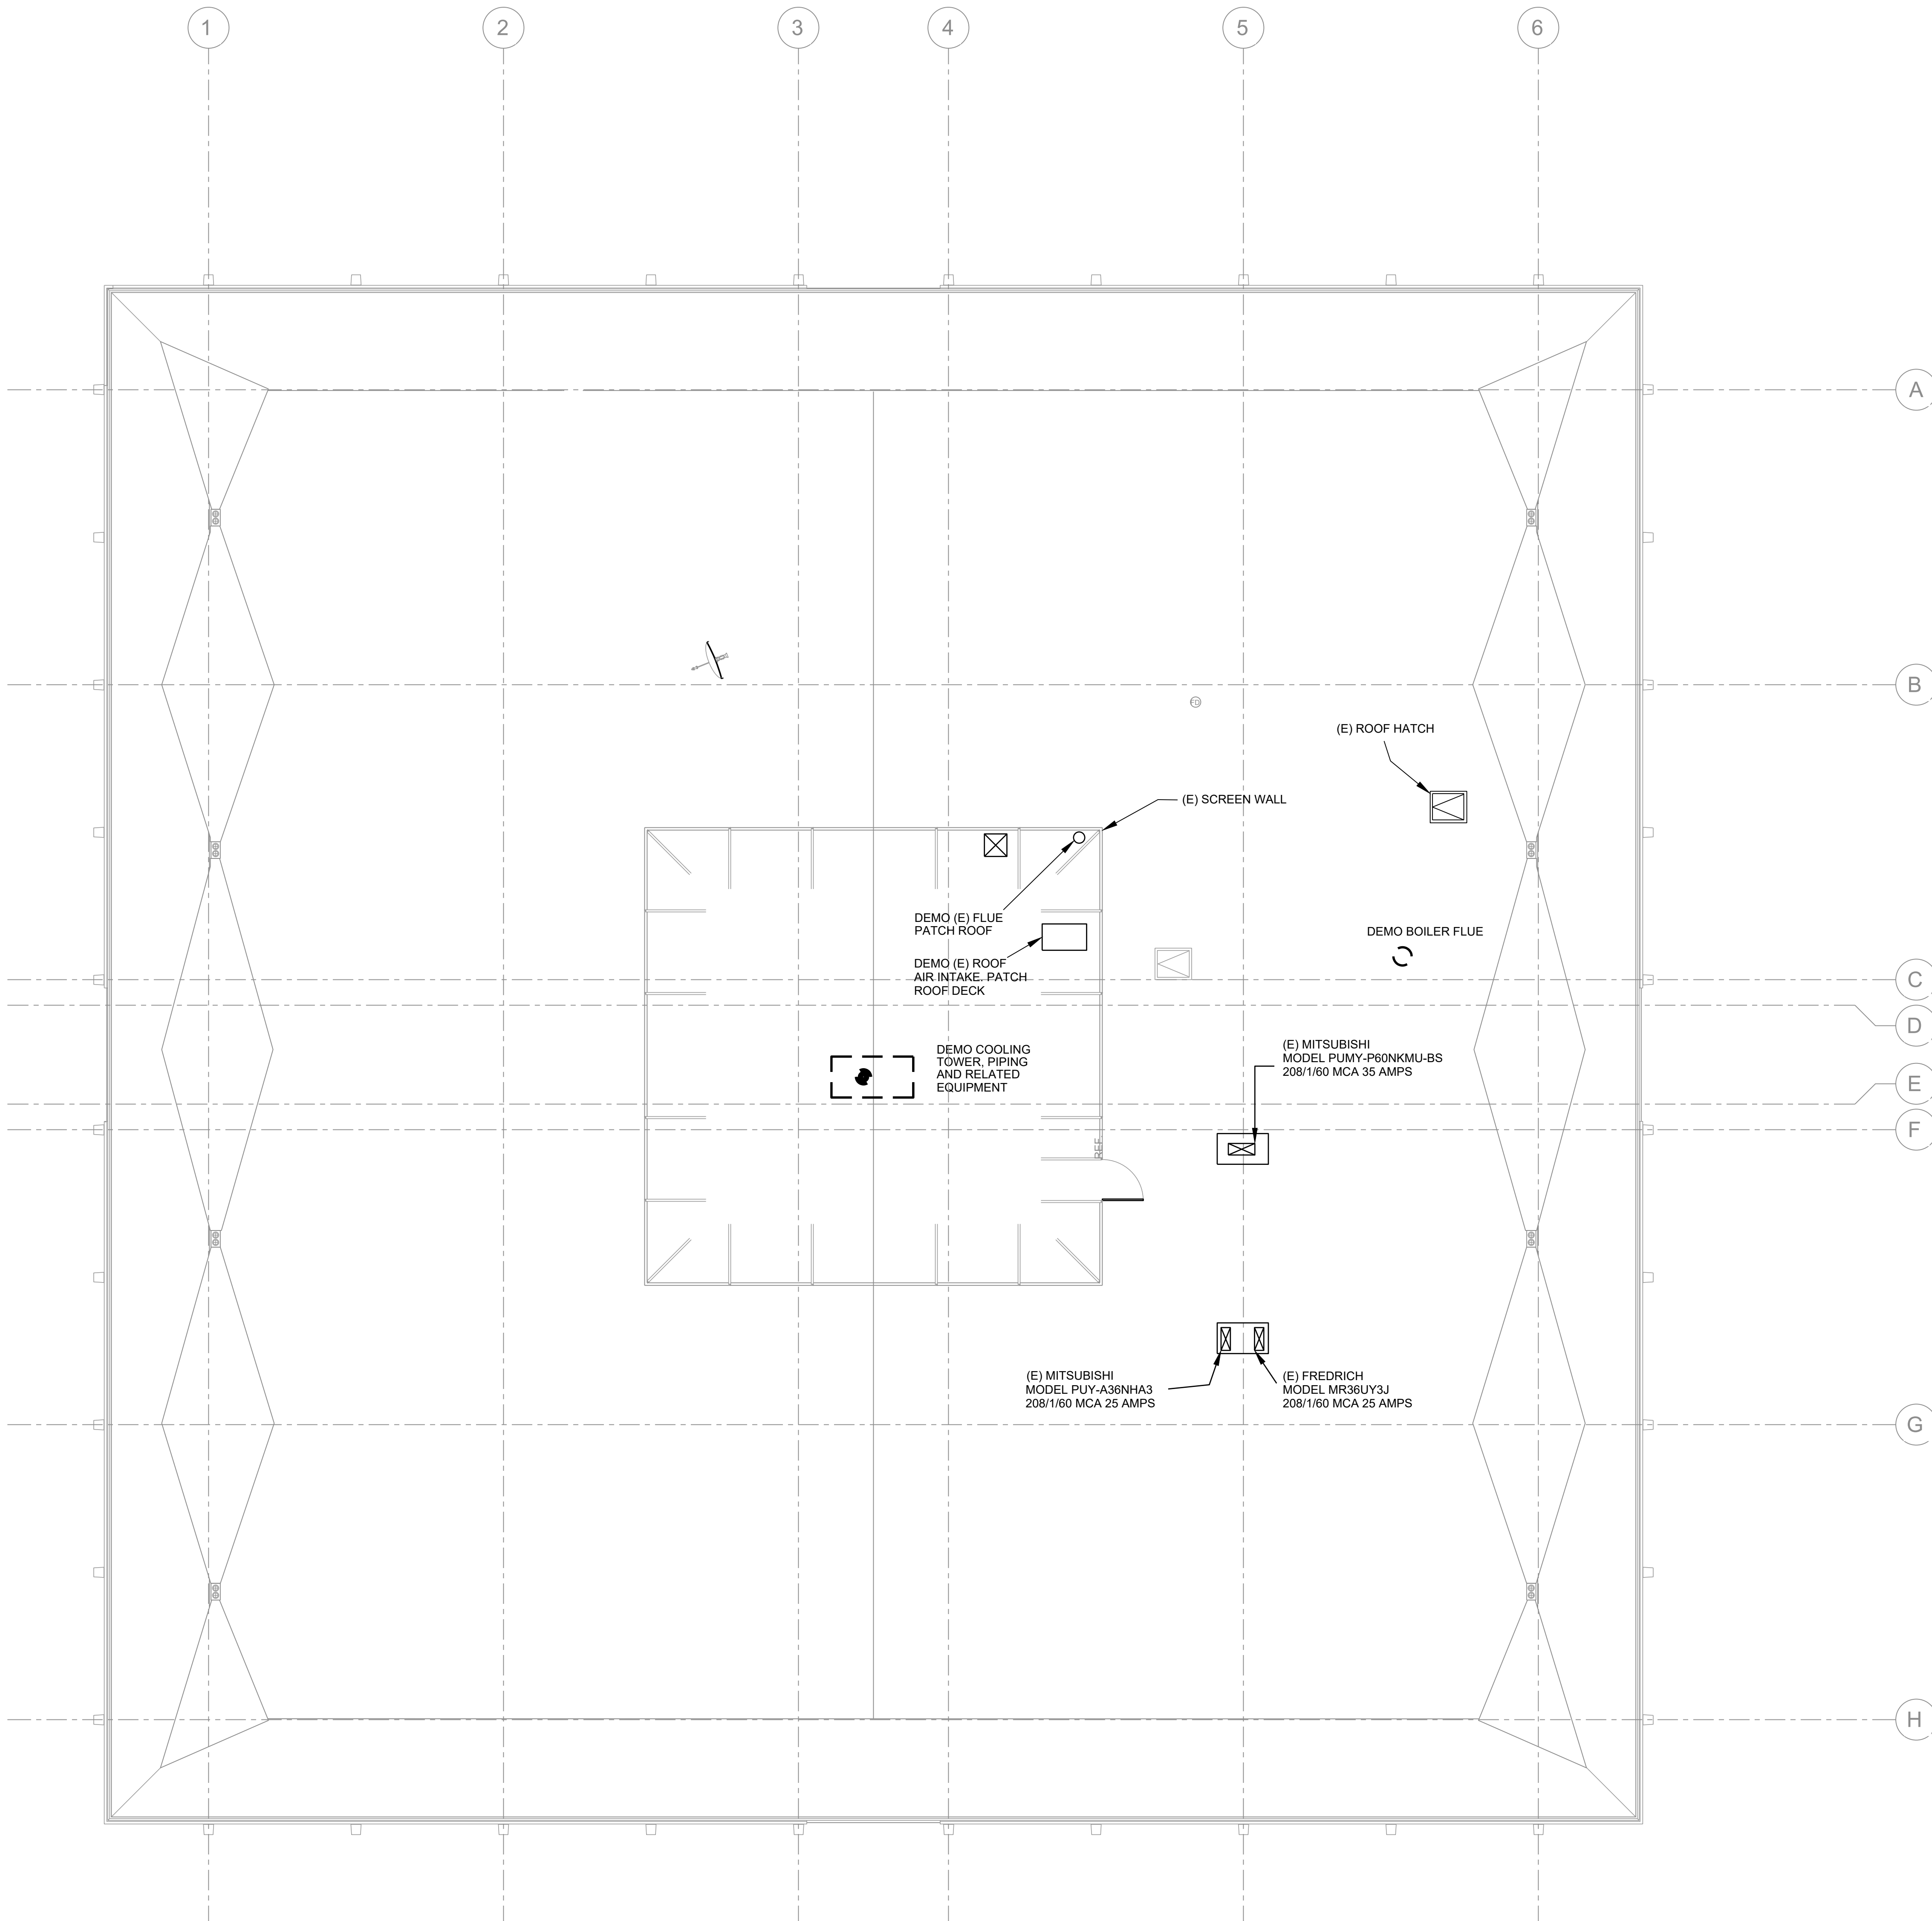 1
2
3
4
5
6
A
B
FD
(E) ROOF HATCH
(E) SCREEN WALL
DEMO (E) FLUE
PATCH ROOF
DEMO BOILER FLUE
DEMO (E) ROOF
AIR INTAKE. PATCH
ROOF DECK
C
D
DEMO COOLING
TOWER, PIPING
AND RELATED
EQUIPMENT
(E) MITSUBISHI
MODEL PUMY-P60NKMU-BS
208/1/60 MCA 35 AMPS
E
F
REF.
(E) MITSUBISHI
MODEL PUY-A36NHA3
208/1/60 MCA 25 AMPS
(E) FREDRICH
MODEL MR36UY3J
208/1/60 MCA 25 AMPS
G
H